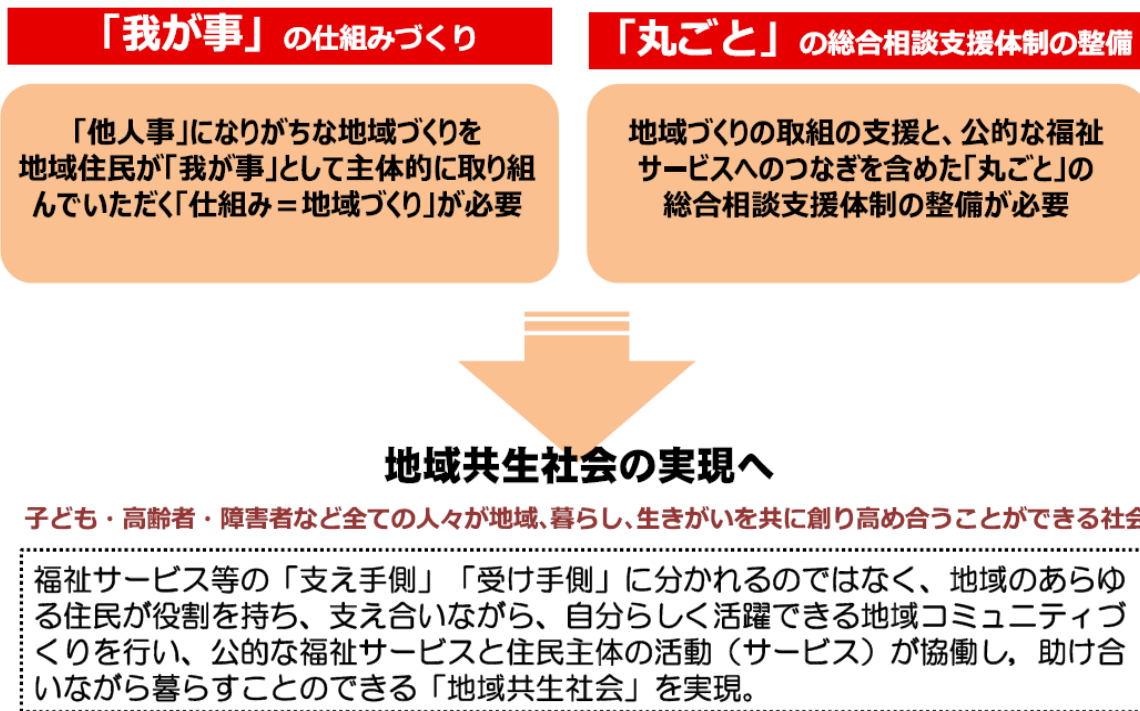 「我が事」の仕組みづくり
「他人事」になりがちな地域づくりを
地域住民が「我が事」として主体的に取り組
んでいただく「仕組み＝地域づくり」が必要
「丸ごと」の総合相談支援体制の整備
地域づくりの取組の支援と、公的な福祉
サービスへのつなぎを含めた「丸ごと」の
総合相談支援体制の整備が必要
地域共生社会の実現へ
子ども・高齢者・障害者など全ての人々が地域、暮らし、生きがいを共に創り高め合うことができる社会
福祉サービス等の「支え手側」「受け手側」に分かれるのではなく、地域のあらゆ
る住民が役割を持ち、支え合いながら、自分らしく活躍できる地域コミュニティづ
くりを行い、公的な福祉サービスと住民主体の活動（サービス）が協働し，助け合
いながら暮らすことのできる「地域共生社会」を実現。